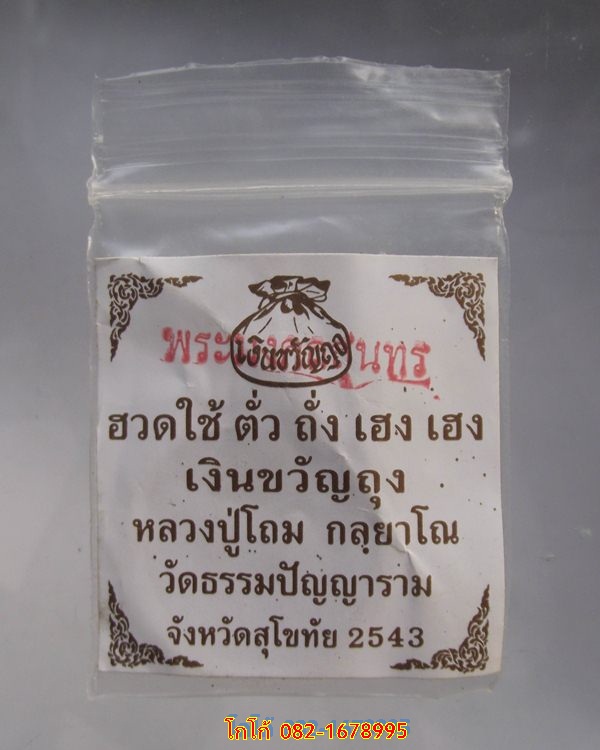 เงินขวัญถุง
ฮวดใช้ ตั่ว ถั่ง เฮง เฮง
เงินขวัญถุง
หลวงปู่โถม กลฺยาโณ
วัดธรรมปัญญาราม
จังหวัดสุโขทัย 2543
โกโก้ 082-1678995